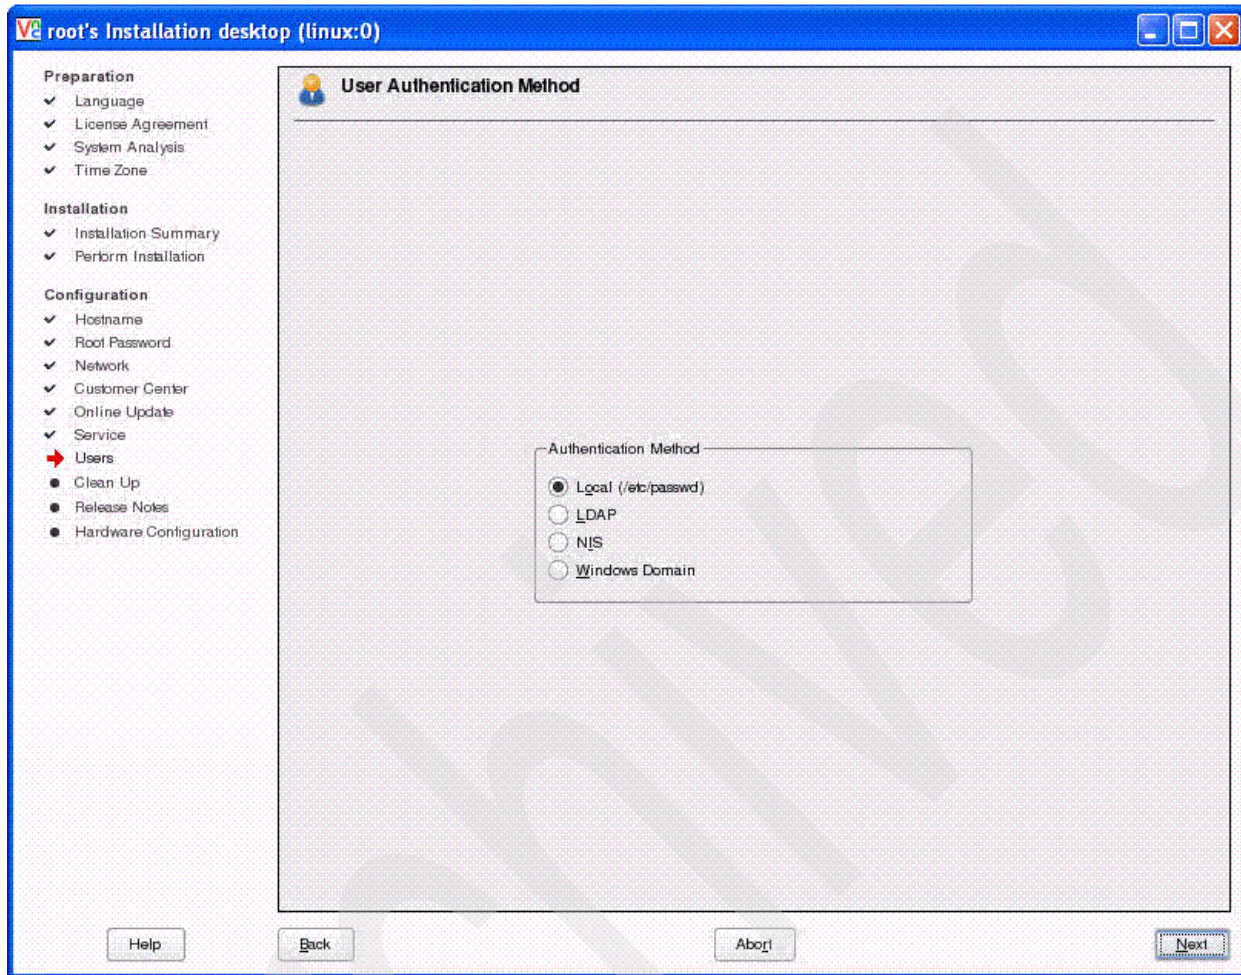 root's Installation desktop (linux:0)
Preparation
Language
License Agreement
System Analysis
Time Zone
Installation
Installation Summary
Perform Installation
Configuration
Hostname
Root Password
Network
Customer Center
Online Update
Service
Users
Clean Up
Release Notes
Hardware Configuration
User Authentication Method
Authentication Method
Local (/etc/passwd)
LDAP
NIS
Windows Domain
Help
Back
Abort
Next